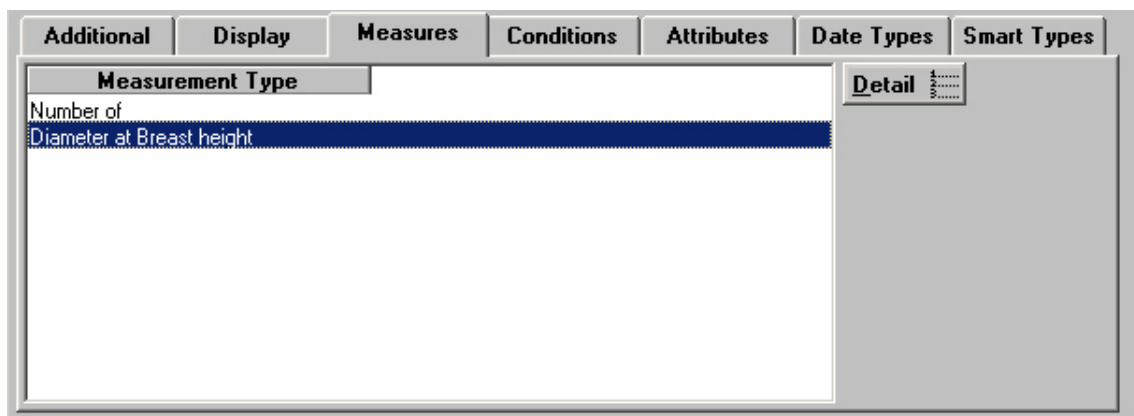 Additional Display Measures Conditions Attributes Date Types Smart Types
Measurement Type
Detail
Number of
Diameter at Breast height